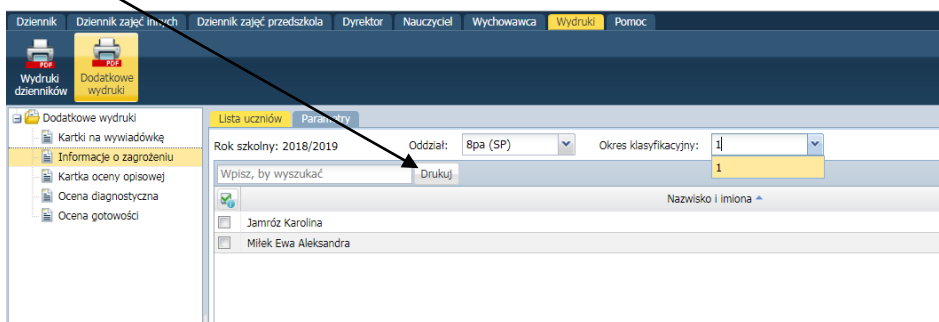 Dziennik Dziennik zajęć innych Dziennik zajęć przedszkola Dyrektor Nauczyciel Wychowawca Wydruki Pomoc
PDF PDF
Wydruki dzienników
Dodatkowe wydruki
Dodatkowe wydruki
Kartki na wywiadówkę
Informacje o zagrożeniu
Kartka oceny opisowej
Ocena diagnostyczna
Ocena gotowości
Lista uczniów Parametry
Rok szkolny: 2018/2019 Oddział: 8pa (SP) Okres klasyfikacyjny: 1
1
Wpisz, by wyszukać Drukuj
Nazwisko i imiona
Jamróz Karolina
Miłek Ewa Aleksandra